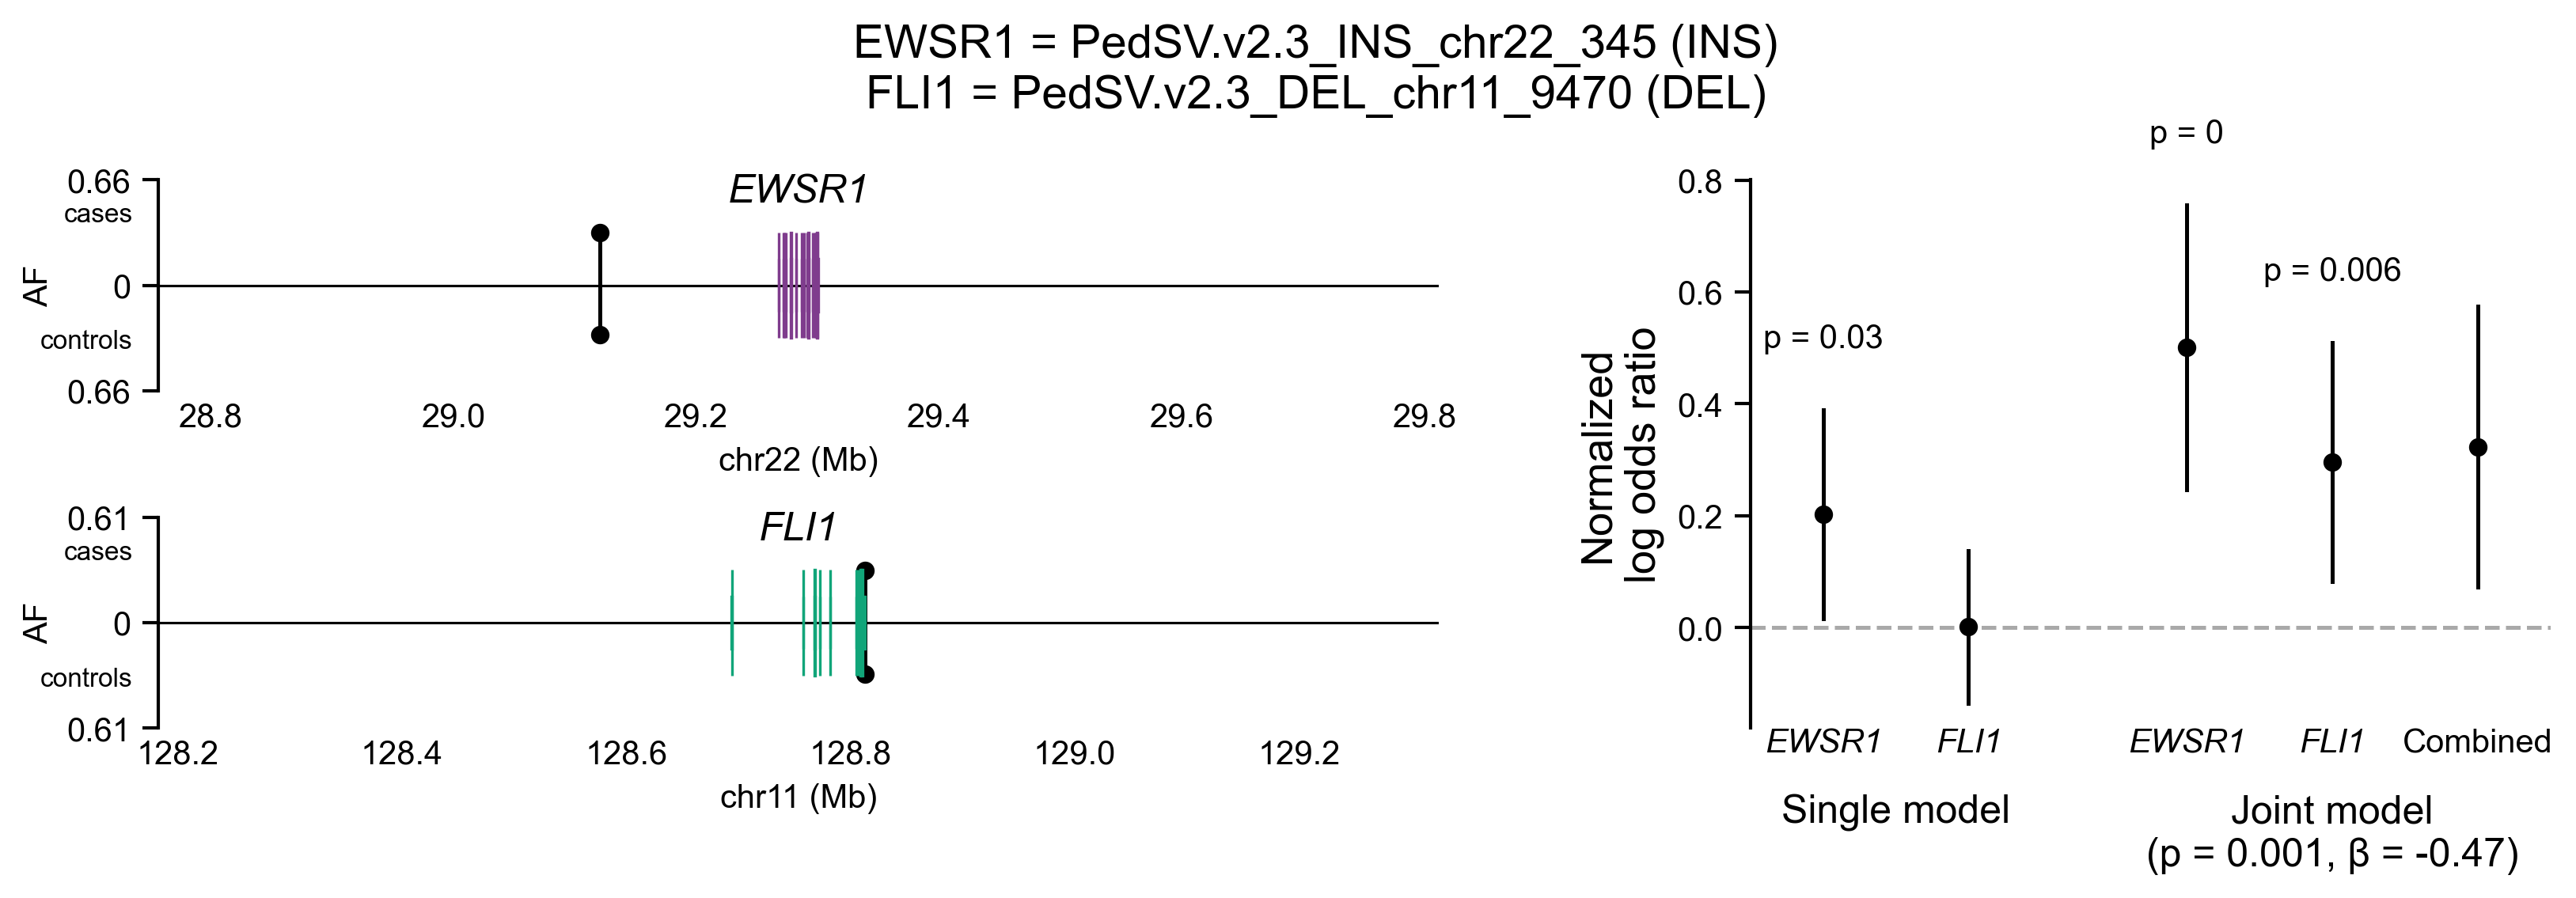 EWSR1 = PedSV.v2.3_INS_chr22_345 (INS)
FLI1 = PedSV.v2.3_DEL_chr11_9470 (DEL)
EWSR1
0.66
cases
AF
0
controls
0.66
28.8 29.0 29.2 29.4 29.6 29.8
chr22 (Mb)
FLI1
0.61
cases
AF
0
controls
0.61
128.2 128.4 128.6 128.8 129.0 129.2
chr11 (Mb)
Normalized
log odds ratio
0.8
0.6
0.4
0.2
0.0
p = 0.03
p = 0
p = 0.006
EWSR1 FLI1 EWSR1 FLI1 Combined
Single model
Joint model
(p = 0.001, β = -0.47)